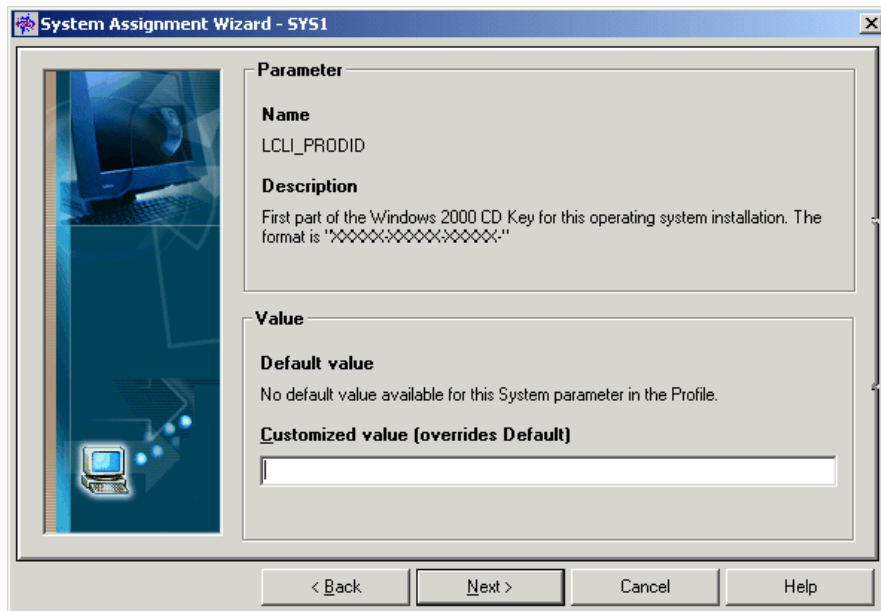 System Assignment Wizard - SYS1
Parameter
Name
LCLI_PRODID
Description
First part of the Windows 2000 CD Key for this operating system installation. The
format is "XXXXX-XXXXX-XXXXX-"
Value
Default value
No default value available for this System parameter in the Profile.
Customized value (overrides Default)
< Back
Next >
Cancel
Help